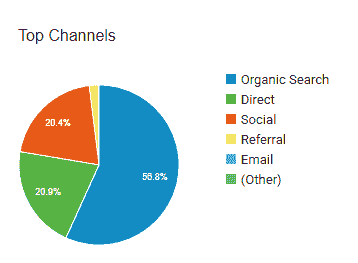 Top Channels
Organic Search
Direct
Social
Referral
Email
(Other)
20.4%
56.8%
20.9%